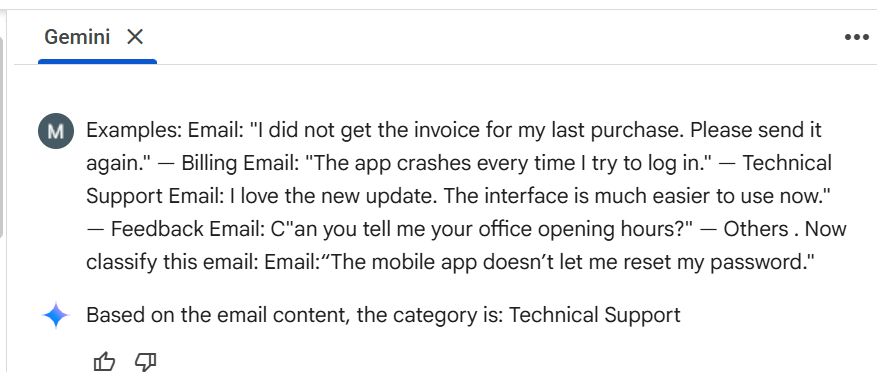 Gemini
M
Examples: Email: "I did not get the invoice for my last purchase. Please send it
again." — Billing Email: "The app crashes every time I try to log in." — Technical
Support Email: I love the new update. The interface is much easier to use now."
— Feedback Email: C"an you tell me your office opening hours?" — Others . Now
classify this email: Email:“The mobile app doesn’t let me reset my password."
Based on the email content, the category is: Technical Support